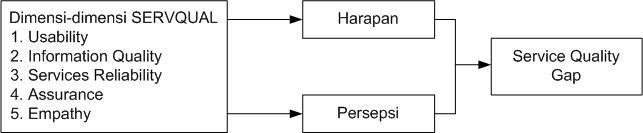 Dimensi-dimensi SERVQUAL
1. Usability
2. Information Quality
3. Services Reliability
4. Assurance
5. Empathy
Harapan
Persepsi
Service Quality
Gap